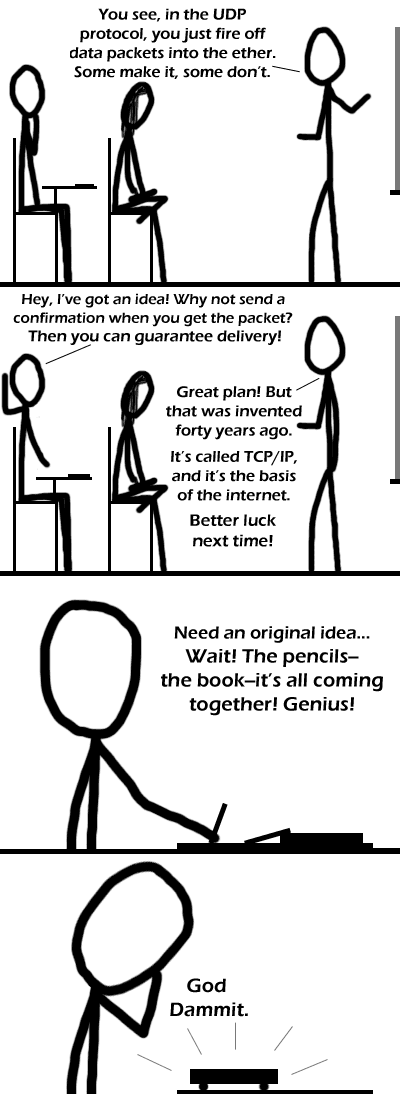 You see, in the UDP
protocol, you just fire off
data packets into the ether.
Some make it, some don't.
Hey, I've got an idea! Why not send a
confirmation when you get the packet?
Then you can guarantee delivery!
Great plan! But
that was invented
forty years ago.
It's called TCP/IP,
and it's the basis
of the internet.
Better luck
next time!
Need an original idea...
Wait! The pencils–
the book–it's all coming
together! Genius!
God
Dammit.